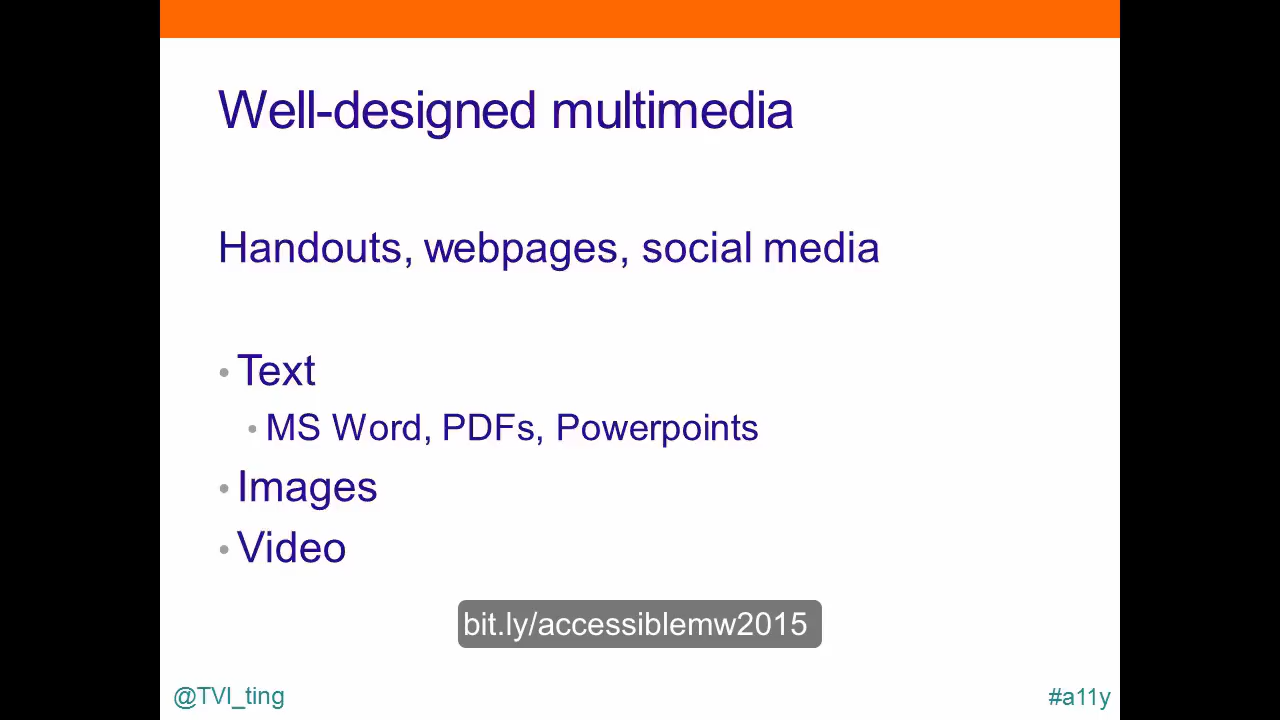 Well-designed multimedia
Handouts, webpages, social media
• Text
• MS Word, PDFs, Powerpoints
• Images
• Video
bit.ly/accessiblemw2015
@TVI_ting
#a11y